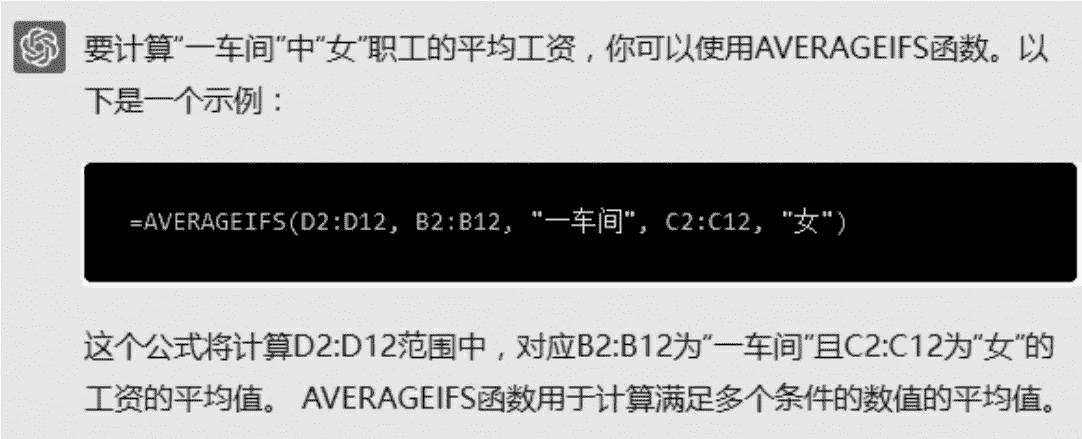 要计算“一车间”中“女”职工的平均工资，你可以使用AVERAGEIFS函数。以
下是一个示例：
=AVERAGEIFS(D2:D12, B2:B12, "一车间", C2:C12, "女")
这个公式将计算D2:D12范围中，对应B2:B12为“一车间”且C2:C12为“女”的
工资的平均值。 AVERAGEIFS函数用于计算满足多个条件的数值的平均值。